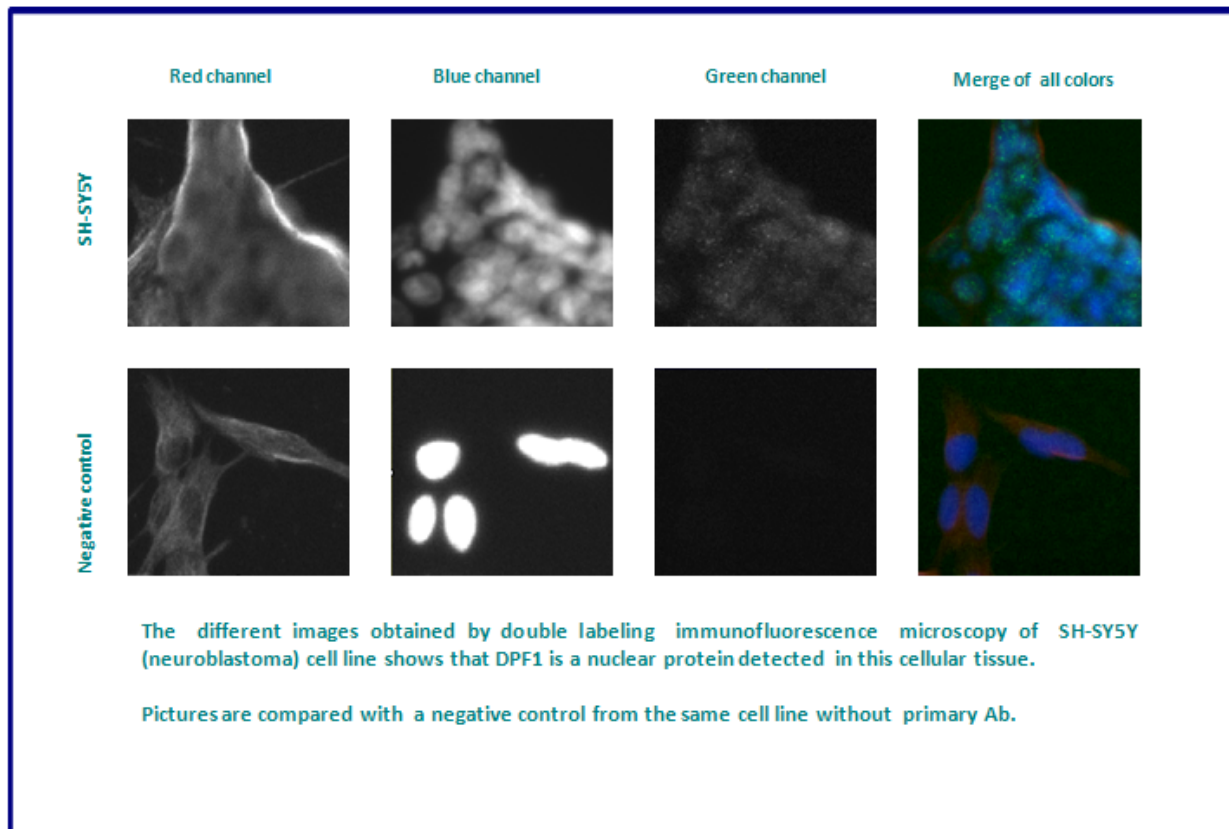 Red channel
Blue channel
Green channel
Merge of all colors
SH-SY5Y
Negative control
The different images obtained by double labeling immunofluorescence microscopy of SH-SY5Y
(neuroblastoma) cell line shows that DPF1 is a nuclear protein detected in this cellular tissue.
Pictures are compared with a negative control from the same cell line without primary Ab.